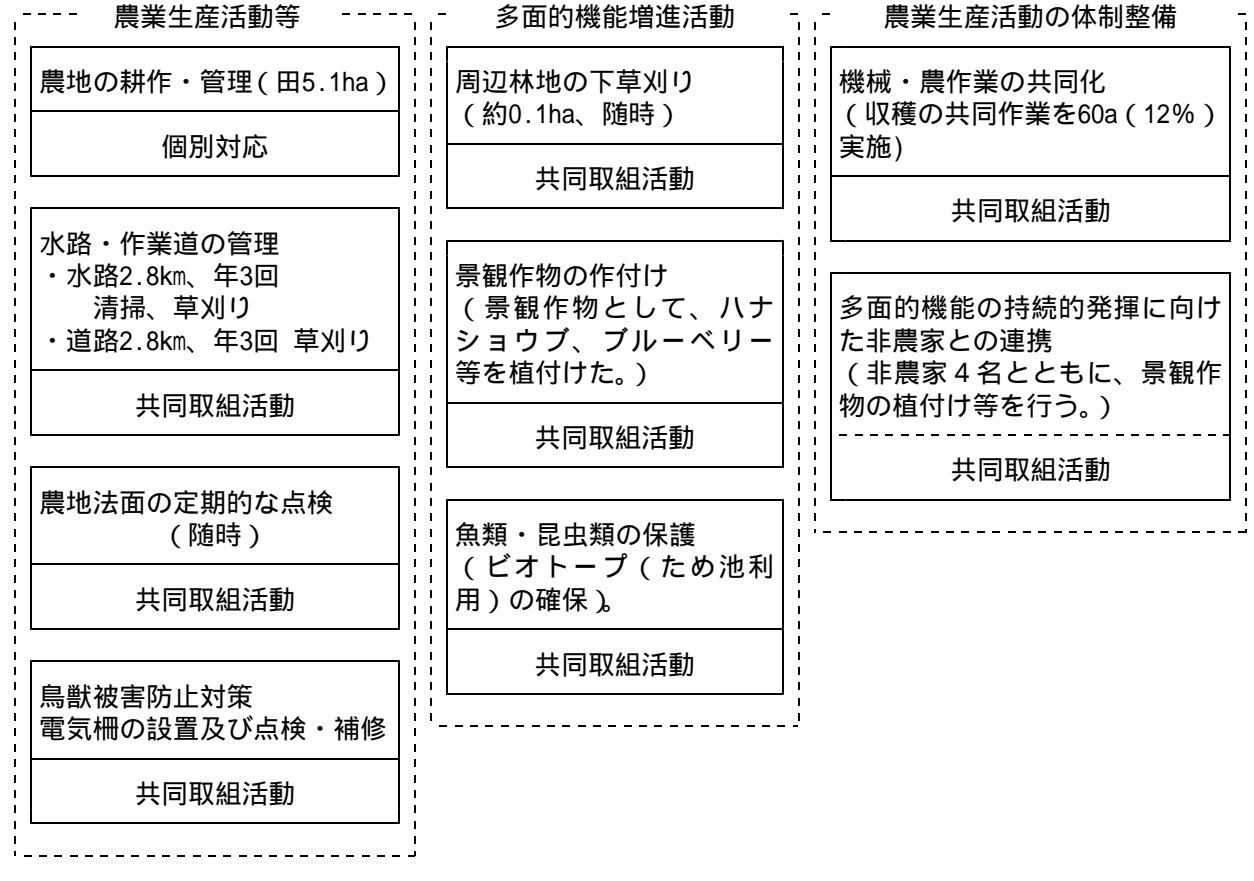 農業生産活動等
農地の耕作・管理(田5.1ha)
個別対応
水路・作業道の管理
・水路2.8㎞、年3回
清掃、草刈り
・道路2.8㎞、年3回 草刈り
共同取組活動
農地法面の定期的な点検
(随時)
共同取組活動
鳥獣被害防止対策
電気柵の設置及び点検・補修
共同取組活動
多面的機能増進活動
周辺林地の下草刈り
(約0.1ha、随時)
共同取組活動
景観作物の作付け
(景観作物として、ハナ
ショウブ、ブルーベリー
等を植付けた。)
共同取組活動
魚類・昆虫類の保護
(ビオトープ(ため池利
用)の確保)。
共同取組活動
農業生産活動の体制整備
機械・農作業の共同化
(収穫の共同作業を60a(12%)
実施)
共同取組活動
多面的機能の持続的発揮に向け
た非農家との連携
(非農家4名とともに、景観作
物の植付け等を行う。)
共同取組活動